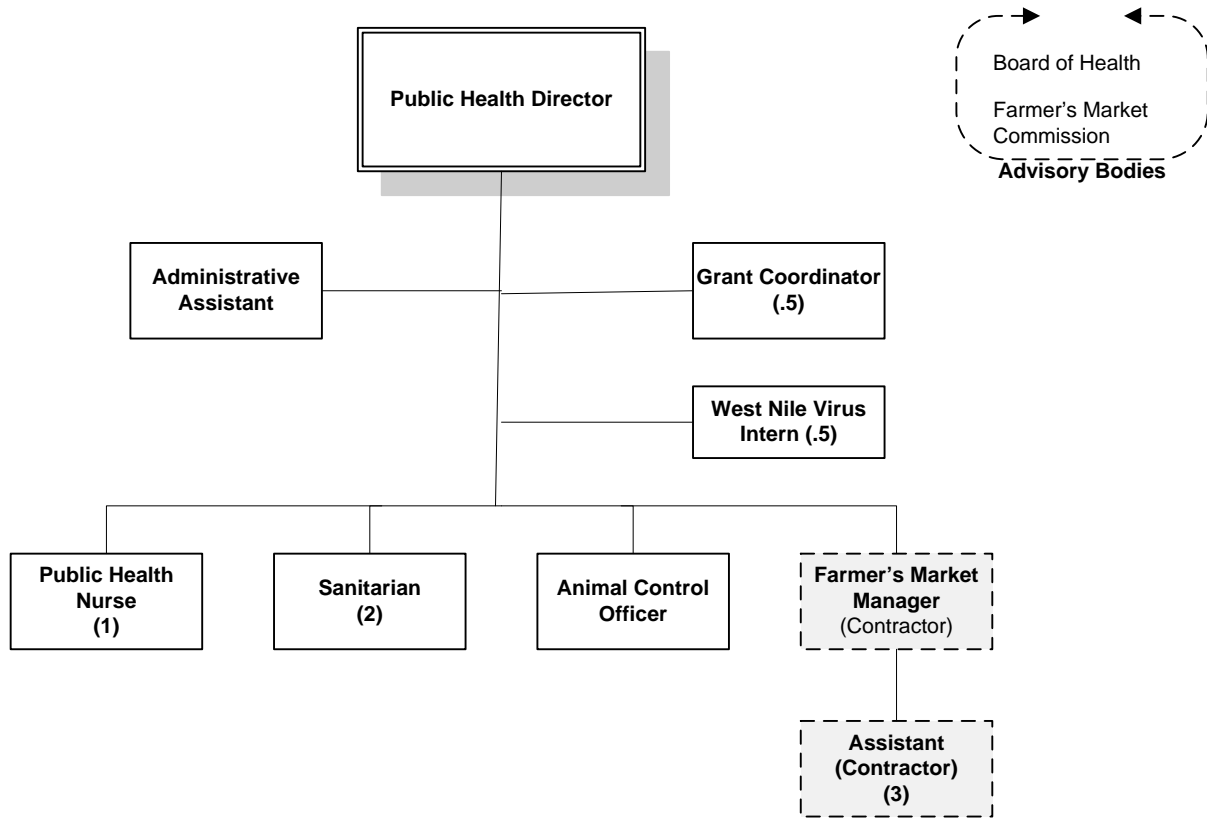 Public Health Director
Board of Health
Farmer’s Market
Commission
Advisory Bodies
Administrative
Assistant
Grant Coordinator
(.5)
West Nile Virus
Intern (.5)
Public Health
Nurse
(1)
Sanitarian
(2)
Animal Control
Officer
Farmer’s Market
Manager
(Contractor)
Assistant
(Contractor)
(3)